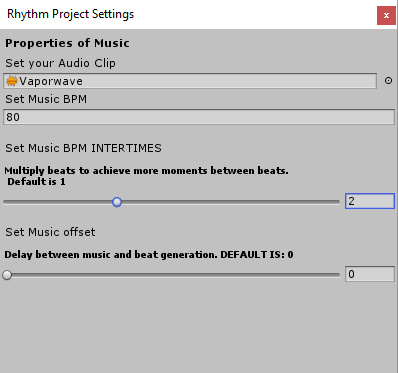 Rhythm Project Settings
x
Properties of Music
Set your Audio Clip
Vaporwave
Set Music BPM
80
Set Music BPM INTERTIMES
Multiply beats to achieve more moments between beats.
Default is 1
2
Set Music offset
Delay between music and beat generation. DEFAULT IS: 0
0